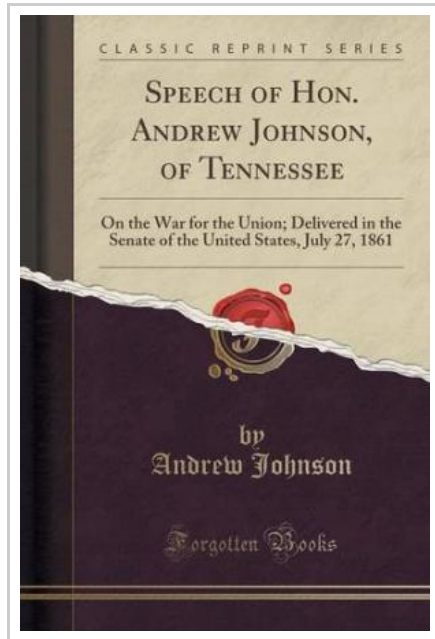 CLASSIC REPRINT SERIES
SPEECH OF HON.
ANDREW JOHNSON,
OF TENNESSEE
On the War for the Union; Delivered in the
Senate of the United States, July 27, 1861
F
by
Andrew Johnson
Forgotten Books